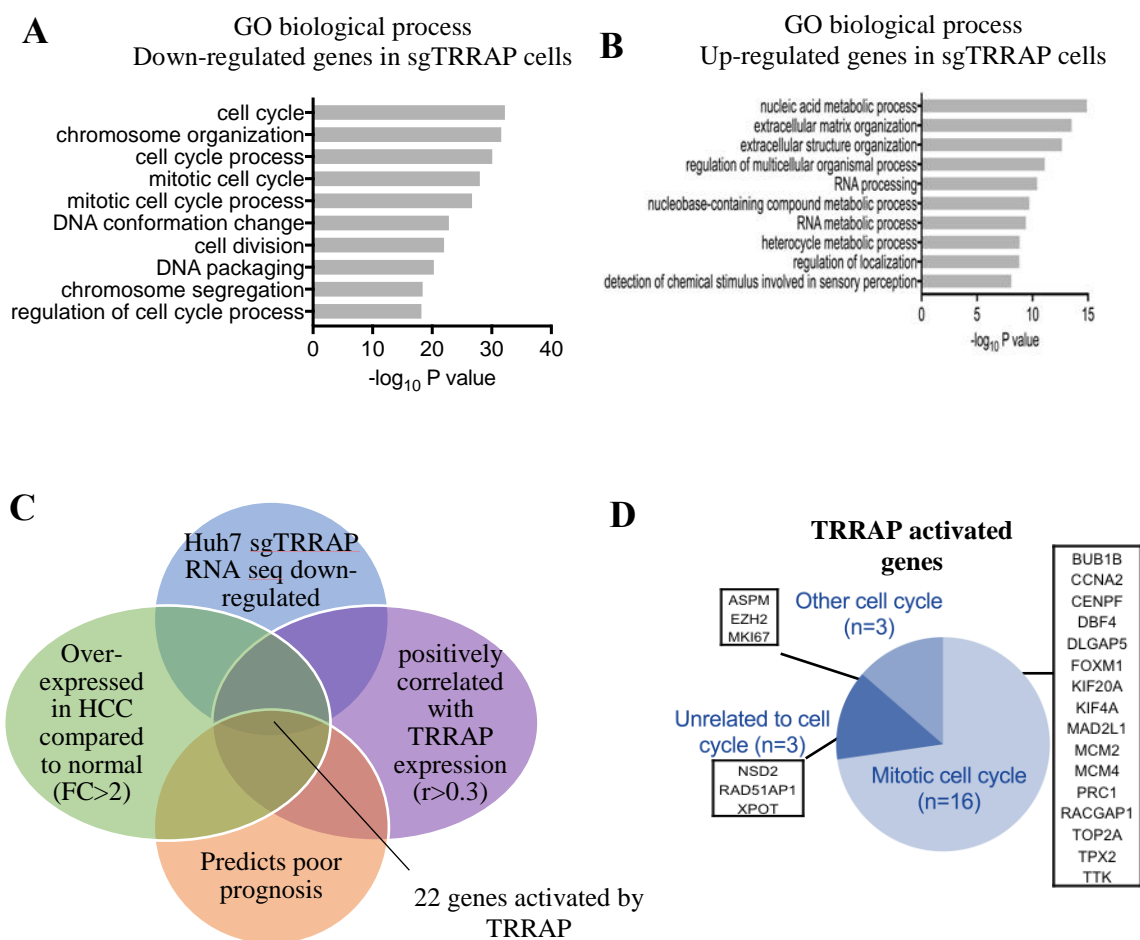 A
GO biological process
Down-regulated genes in sgTRRAP cells
cell cycle
chromosome organization
cell cycle process
mitotic cell cycle
mitotic cell cycle process
DNA conformation change
cell division
DNA packaging
chromosome segregation
regulation of cell cycle process
0 10 20 30 40
-log10 P value
B
GO biological process
Up-regulated genes in sgTRRAP cells
nucleic acid metabolic process
extracellular matrix organization
extracellular structure organization
regulation of multicellular organismal process
RNA processing
nucleobase-containing compound metabolic process
RNA metabolic process
heterocycle metabolic process
regulation of localization
detection of chemical stimulus involved in sensory perception
0 5 10 15
-log10 P value
C
Huh7 sgTRRAP
RNA seq down-
regulated
Over-
expressed
in HCC
compared
to normal
(FC>2)
positively
correlated
with
TRRAP
expression
(r>0.3)
Predicts poor
prognosis
22 genes activated by
TRRAP
D
TRRAP activated
genes
ASPM
EZH2
MKI67
Other cell cycle
(n=3)
Unrelated to cell
cycle (n=3)
NSD2
RAD51AP1
XPOT
Mitotic cell cycle
(n=16)
BUB1B
CCNA2
CENPF
DBF4
DLGAP5
FOXM1
KIF20A
KIF4A
MAD2L1
MCM2
MCM4
PRC1
RACGAP1
TOP2A
TPX2
TTK